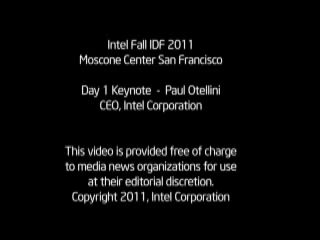 Intel Fall IDF 2011
Moscone Center San Francisco
Day 1 Keynote - Paul Otellini
CEO, Intel Corporation
This video is provided free of charge
to media news organizations for use
at their editorial discretion.
Copyright 2011, Intel Corporation